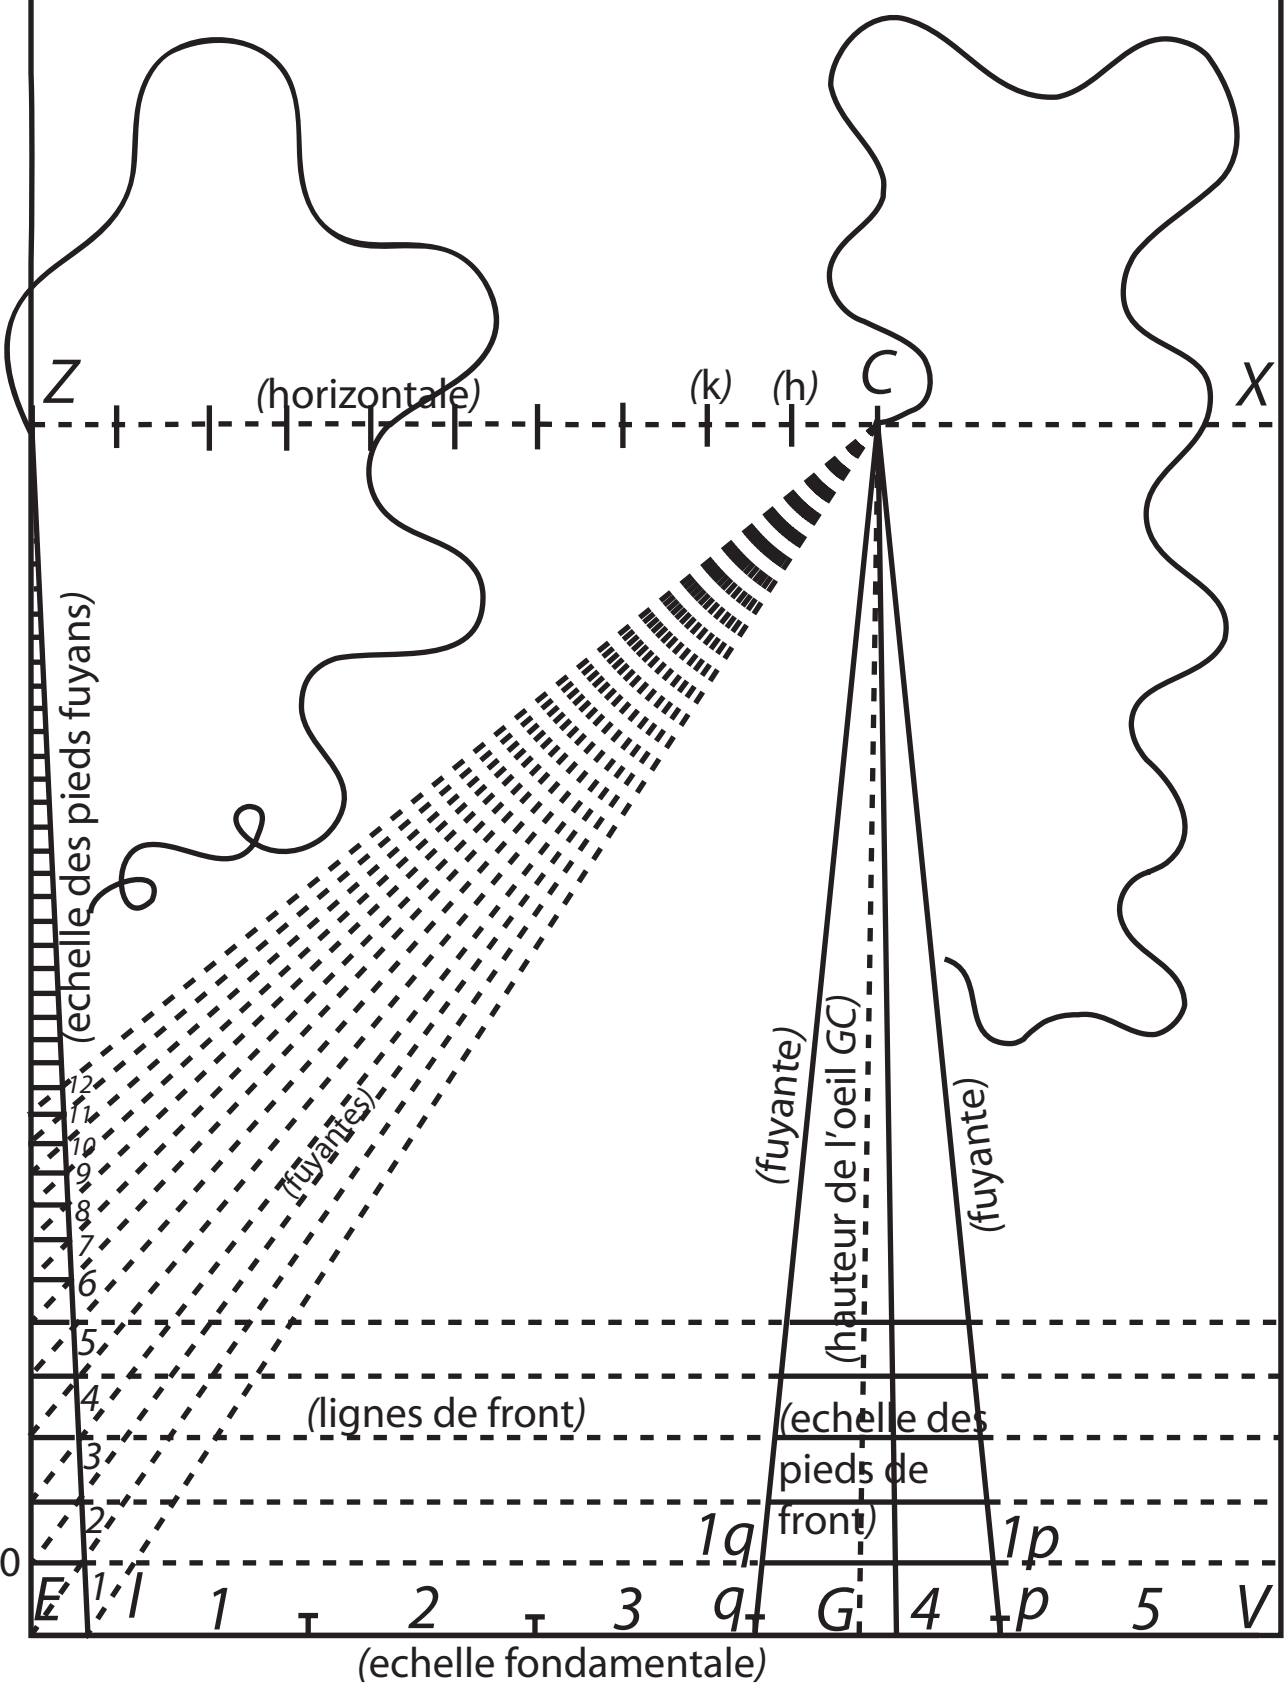 Z
(horizontale)
(k)
(h)
C
X
(echelle des pieds fuyans)
12
11
10
9
8
7
6
5
4
3
2
1
(fuyantes)
(fuyante)
(hauteur de l'oeil GC)
(fuyante)
(lignes de front)
(echelle des
pieds de
front)
1q
1p
0
E
l
1
2
3
q
G
4
p
5
V
(echelle fondamentale)